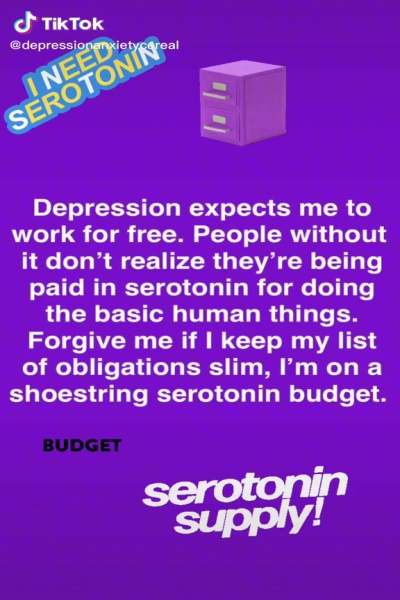 TikTok
@depressionanxietycereal
I NEED
SEROTONIN
Depression expects me to
work for free. People without
it don’t realize they’re being
paid in serotonin for doing
the basic human things.
Forgive me if I keep my list
of obligations slim, I’m on a
shoestring serotonin budget.
BUDGET
serotonin
supply!